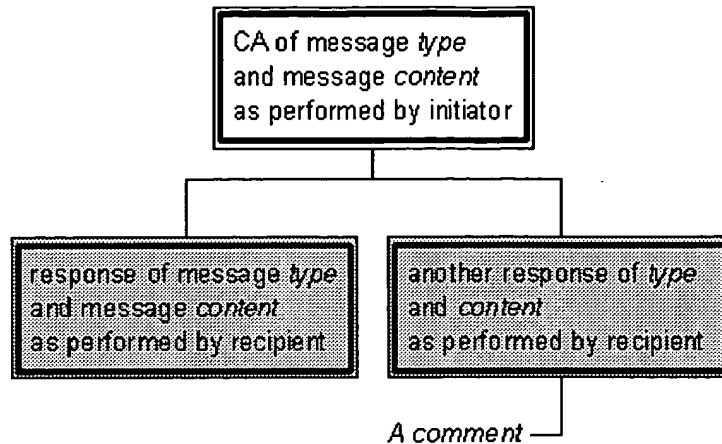 CA of message type
and message content
as performed by initiator
response of message type
and message content
as performed by recipient
another response of type
and content
as performed by recipient
A comment